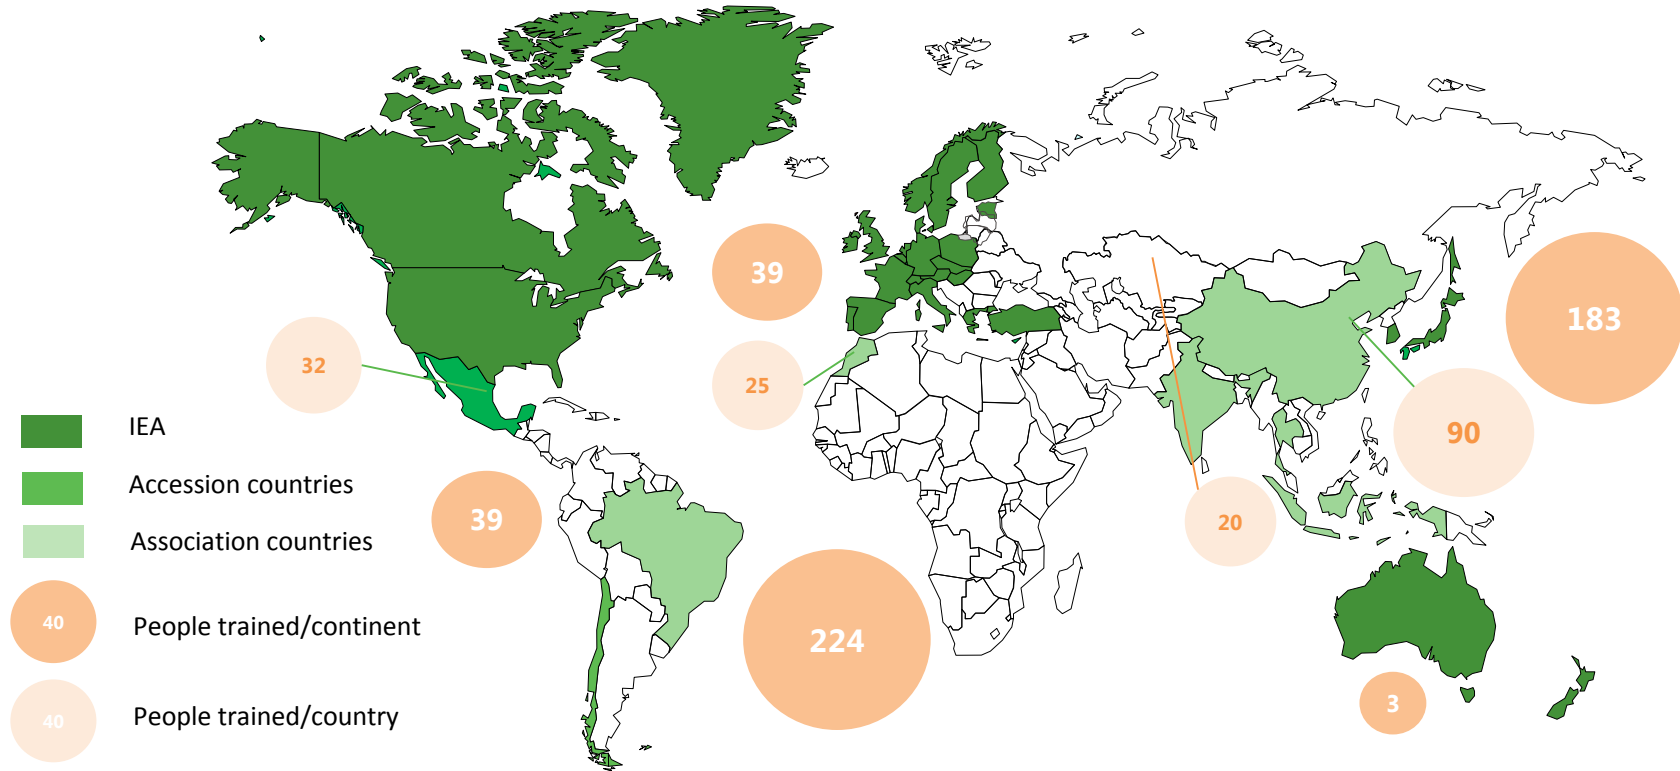 39
183
32
25
IEA
90
Accession countries
39
20
Association countries
40
People trained/continent
224
3
40
People trained/country